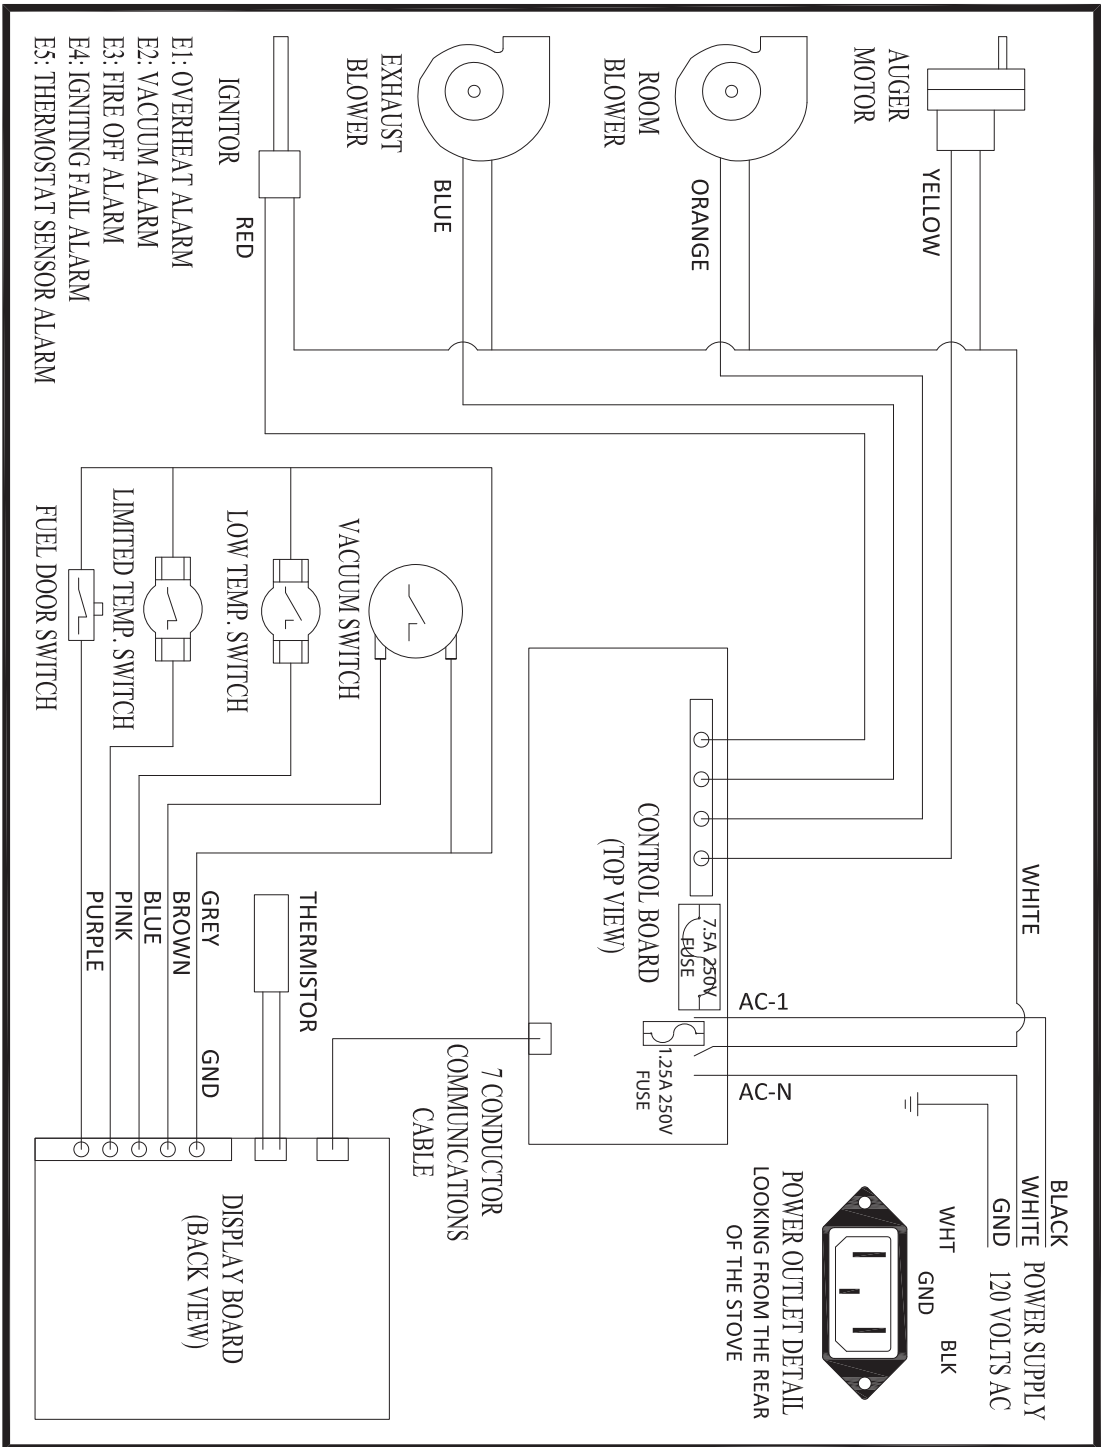 AUGER
MOTOR
YELLOW
ROOM
BLOWER
ORANGE
EXHAUST
BLOWER
BLUE
IGNITOR
RED
E1: OVERHEAT ALARM
E2: VACUUM ALARM
E3: FIRE OFF ALARM
E4: IGNITING FAIL ALARM
E5: THERMOSTAT SENSOR ALARM
WHITE
VACUUM SWITCH
LOW TEMP. SWITCH
LIMITED TEMP. SWITCH
FUEL DOOR SWITCH
CONTROL BOARD
(TOP VIEW)
7.5A 250V
FUSE
AC-1
1.25A 250V
FUSE
AC-N
THERMISTOR
GREY
BROWN
BLUE
PINK
PURPLE
GND
7 CONDUCTOR
COMMUNICATIONS
CABLE
BLACK
WHITE
GND
POWER SUPPLY
120 VOLTS AC
WHT
GND
BLK
POWER OUTLET DETAIL
LOOKING FROM THE REAR
OF THE STOVE
DISPLAY BOARD
(BACK VIEW)